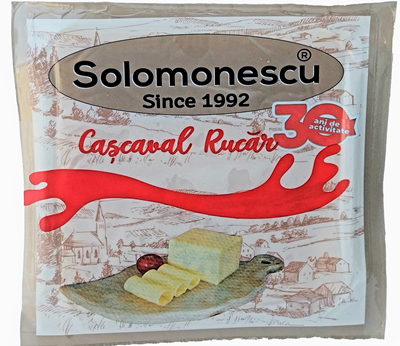 Solomonescu®
Since 1992
Cașcaval Rucăr
30
ani de
activitate